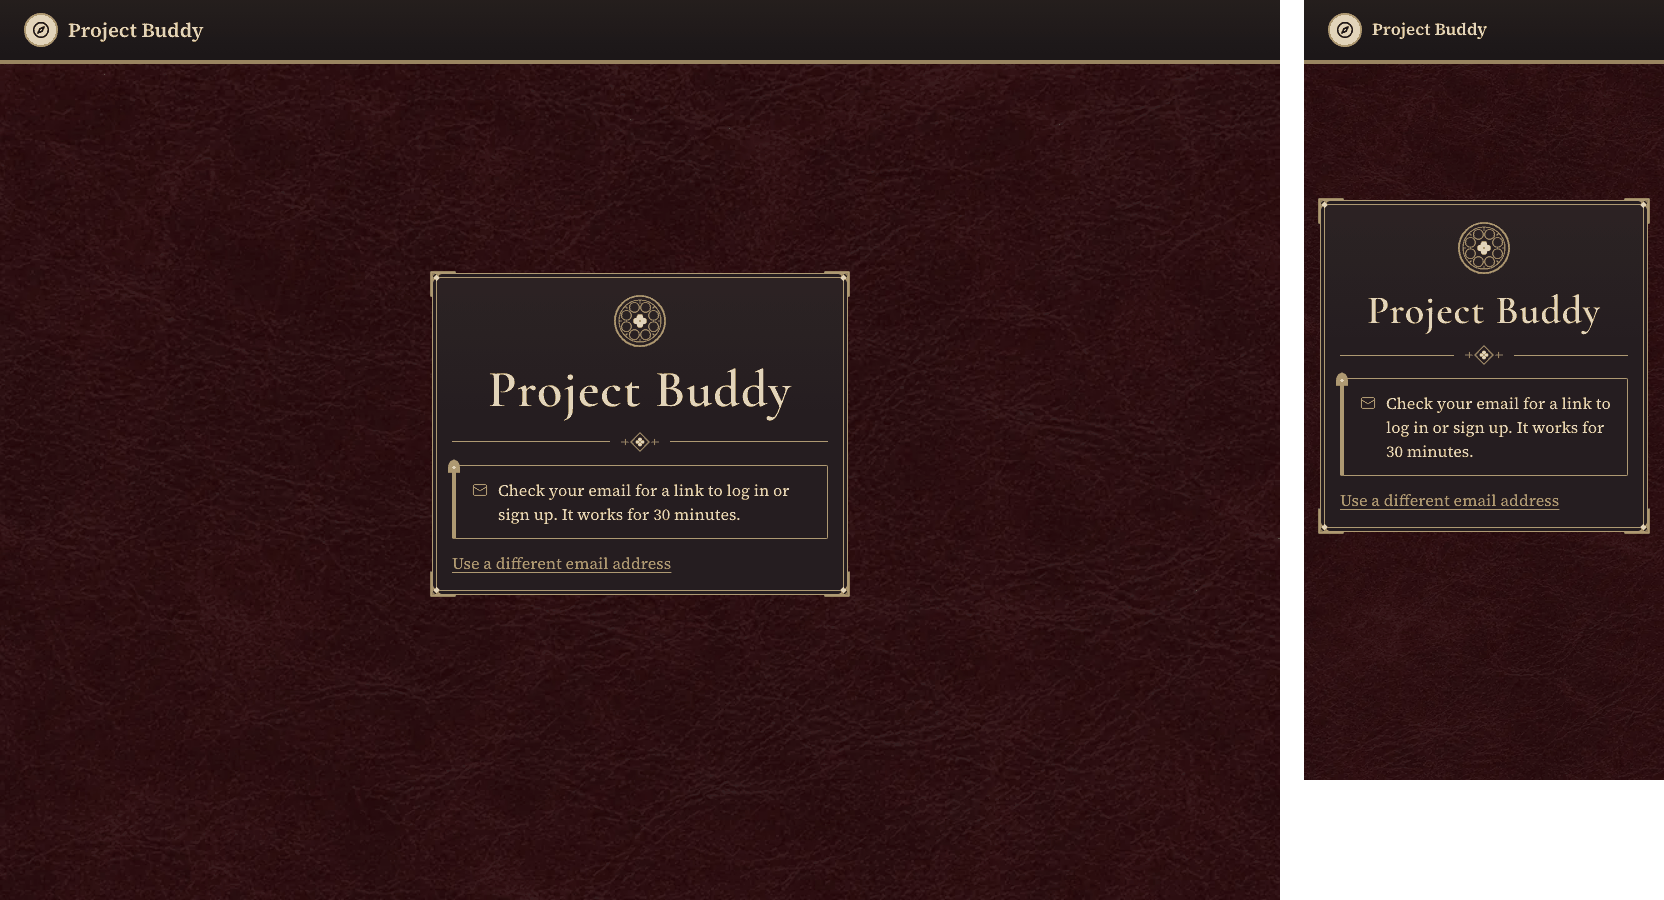 Project Buddy
Project Buddy
Check your email for a link to log in or
sign up. It works for 30 minutes.
Use a different email address
Project Buddy
Project Buddy
Check your email for a link to
log in or sign up. It works for
30 minutes.
Use a different email address